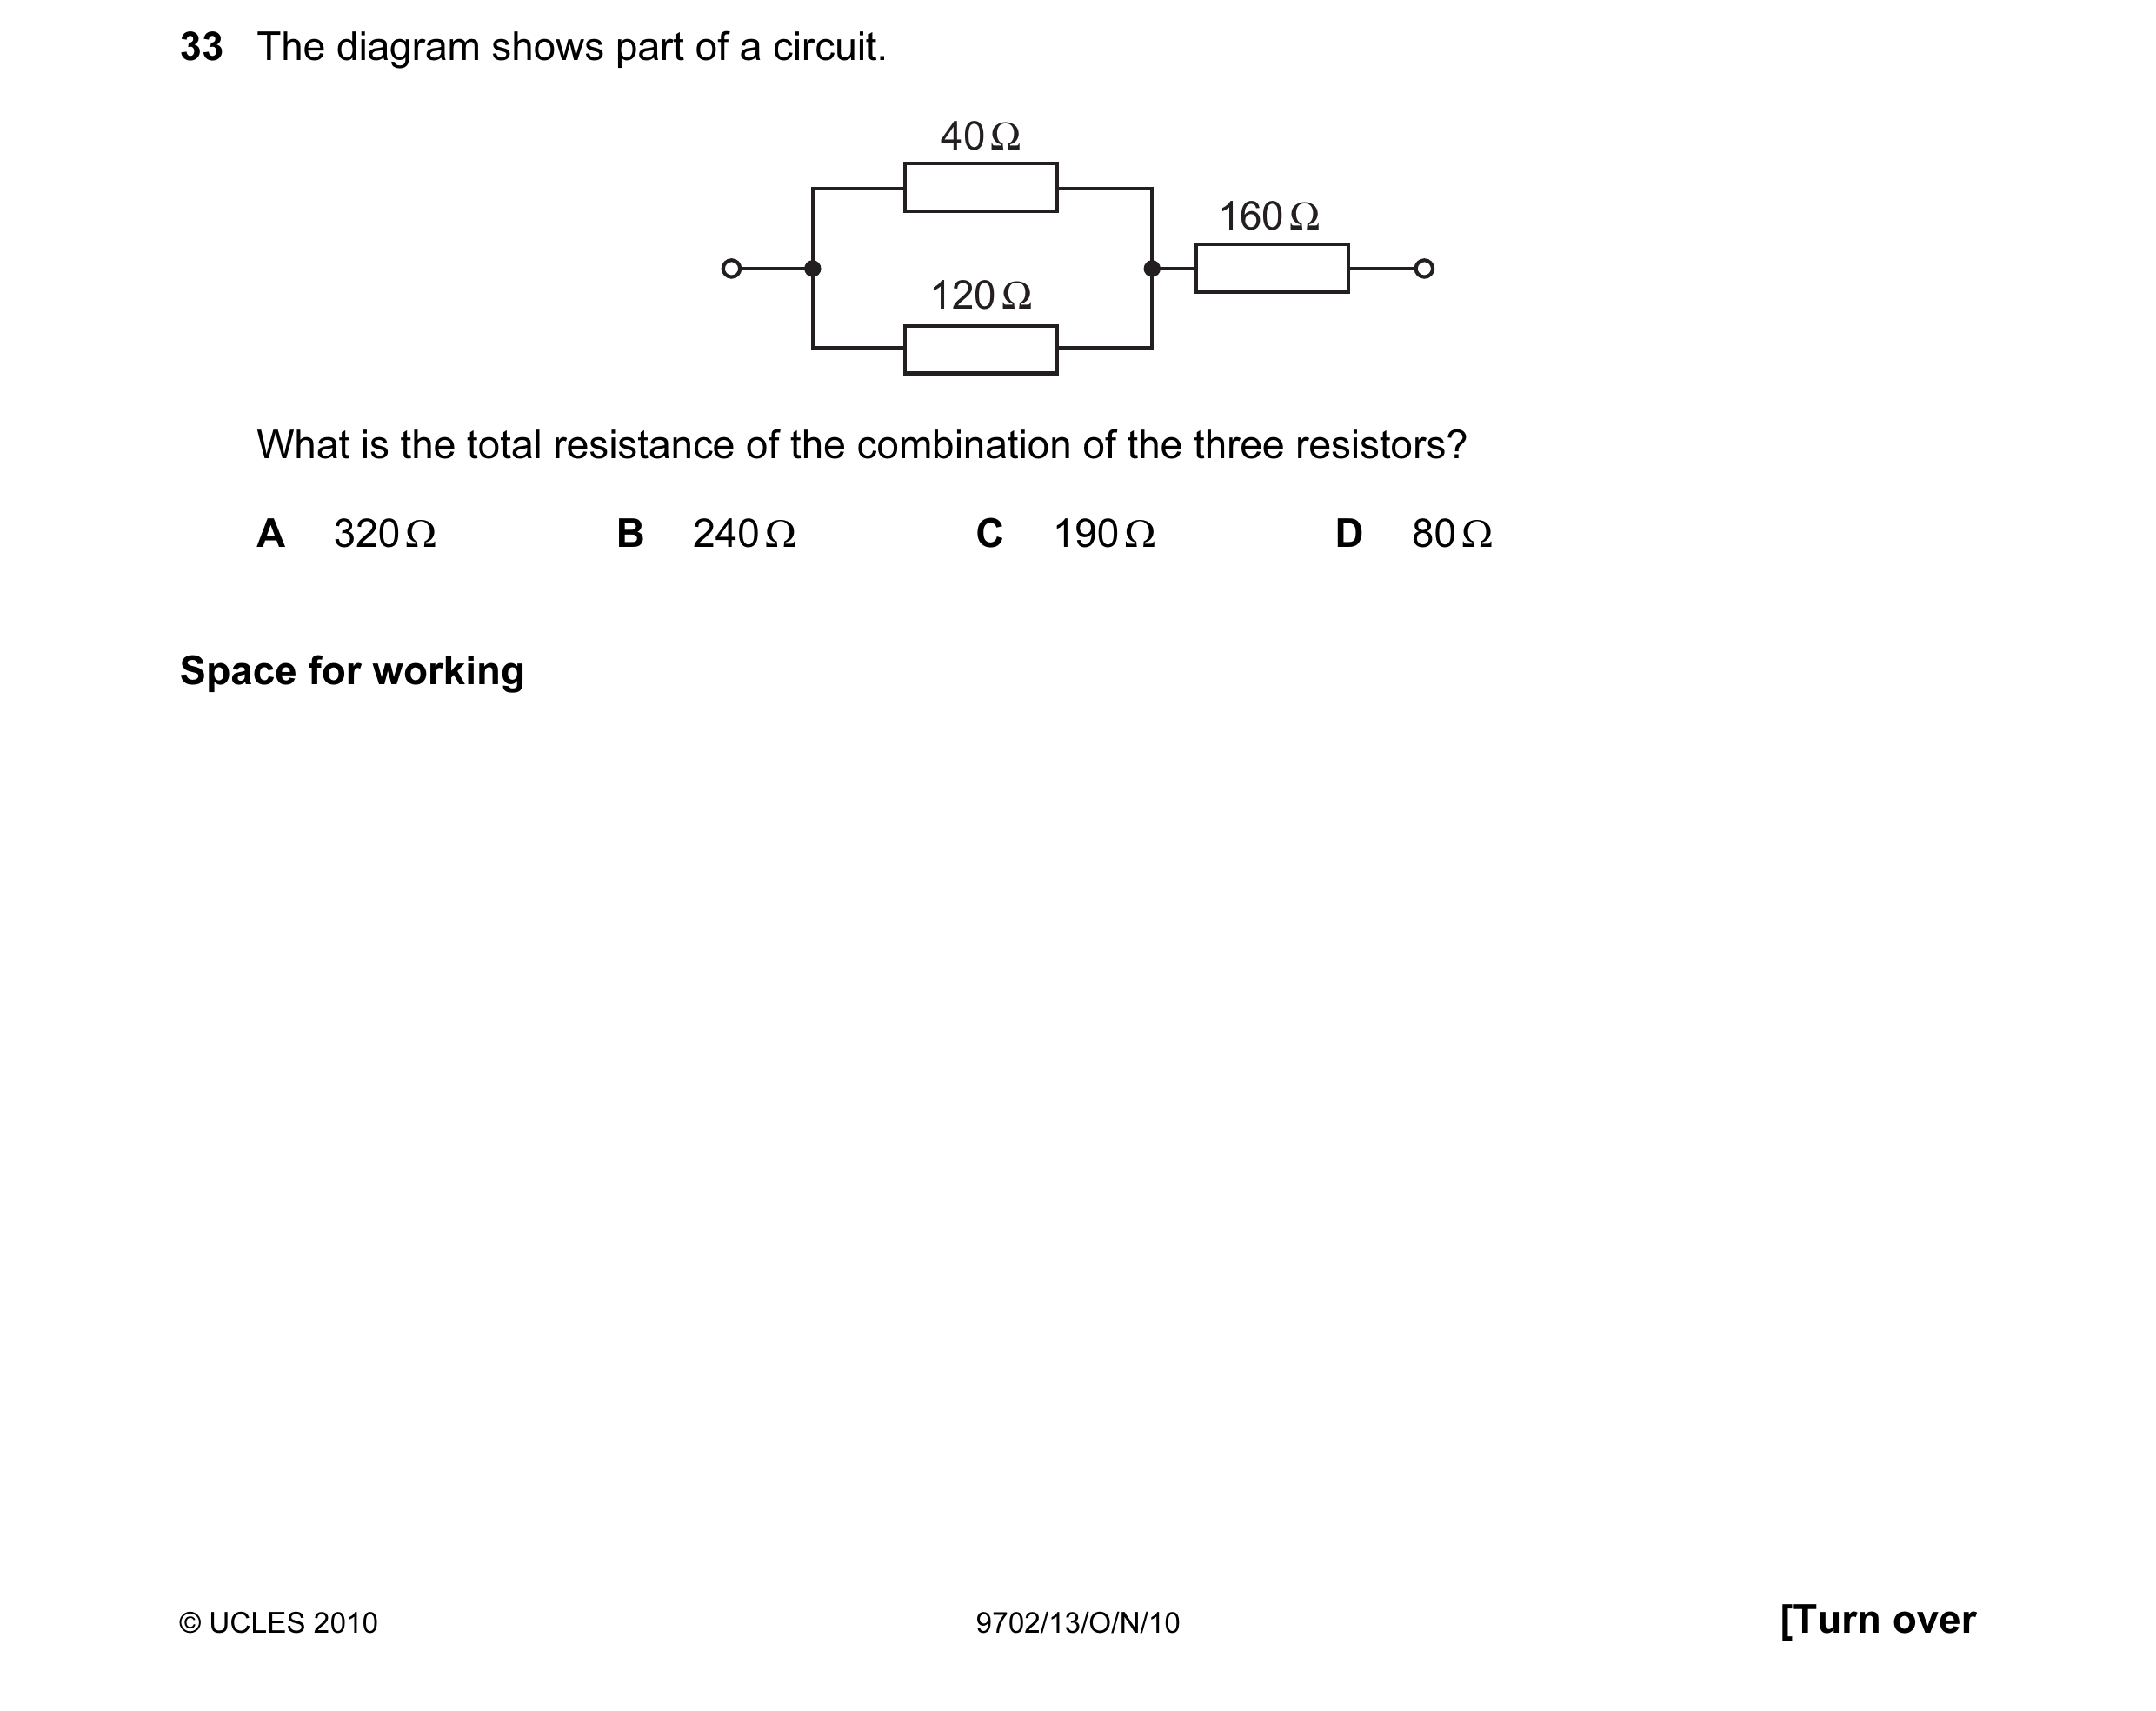 33 The diagram shows part of a circuit.
40 Ω
160 Ω
120 Ω
What is the total resistance of the combination of the three resistors?
A 320 Ω B 240 Ω C 190 Ω D 80 Ω
Space for working
© UCLES 2010 9702/13/O/N/10 [Turn over